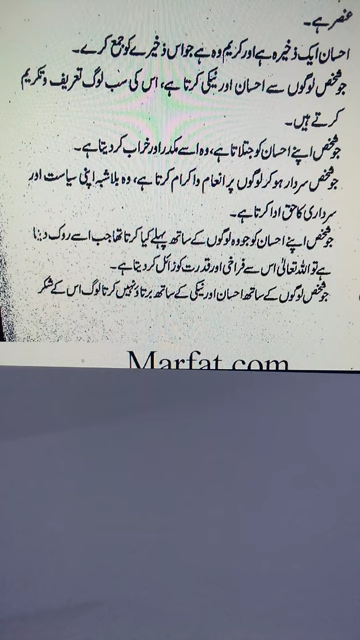 عنصر ہے۔
احسان ایک ذخیرہ ہے اور کریم وہ ہے جو اس ذخیرے کو جمع کرے۔
جو شخص لوگوں سے احسان اور نیکی کرتا ہے، اس کی سب لوگ تعریف و تکریم
کرتے ہیں۔
جو شخص اپنے احسان کو جتلاتا ہے، وہ اسے مکدر اور خراب کر دیتا ہے۔
جو شخص سردار ہو کر لوگوں پر انعام و اکرام کرتا ہے، وہ بلاشبہ اپنی سیاست اور
سرداری کا حق ادا کرتا ہے۔
جو شخص اپنے احسان کو جو وہ لوگوں کے ساتھ پہلے کیا کرتا تھا جب اسے روک دیتا
ہے تو اللہ تعالیٰ اس سے فراخی اور قدرت کو زائل کر دیتا ہے۔
جو شخص لوگوں کے ساتھ احسان اور نیکی کے ساتھ برتاؤ نہیں کرتا لوگ اس کے شکر
Marfat.com